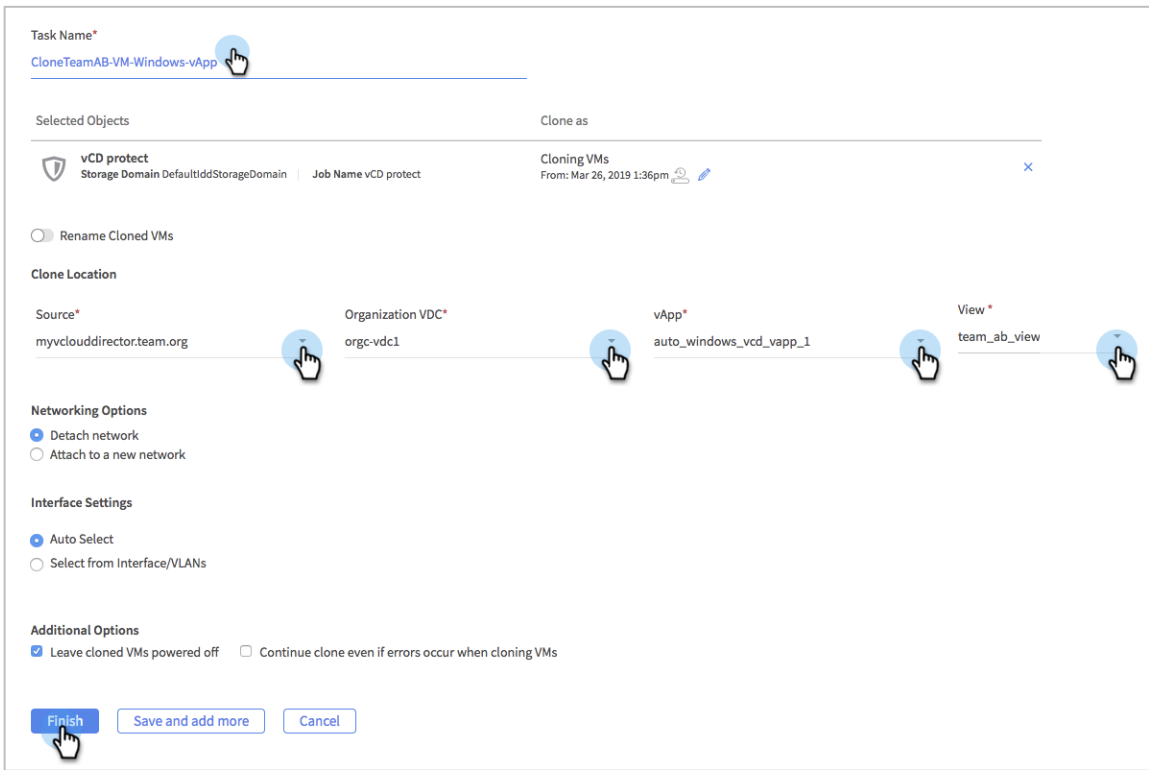 Task Name*
CloneTeamAB-VM-Windows-vApp
Selected Objects Clone as
vCD protect Cloning VMs
Storage Domain DefaultIddStorageDomain Job Name vCD protect From: Mar 26, 2019 1:36pm
Rename Cloned VMs
Clone Location
Source* Organization VDC* vApp* View *
myvclouddirector.team.org orgc-vdc1 auto_windows_vcd_vapp_1 team_ab_view
Networking Options
Detach network
Attach to a new network
Interface Settings
Auto Select
Select from Interface/VLANs
Additional Options
Leave cloned VMs powered off Continue clone even if errors occur when cloning VMs
Finish Save and add more Cancel